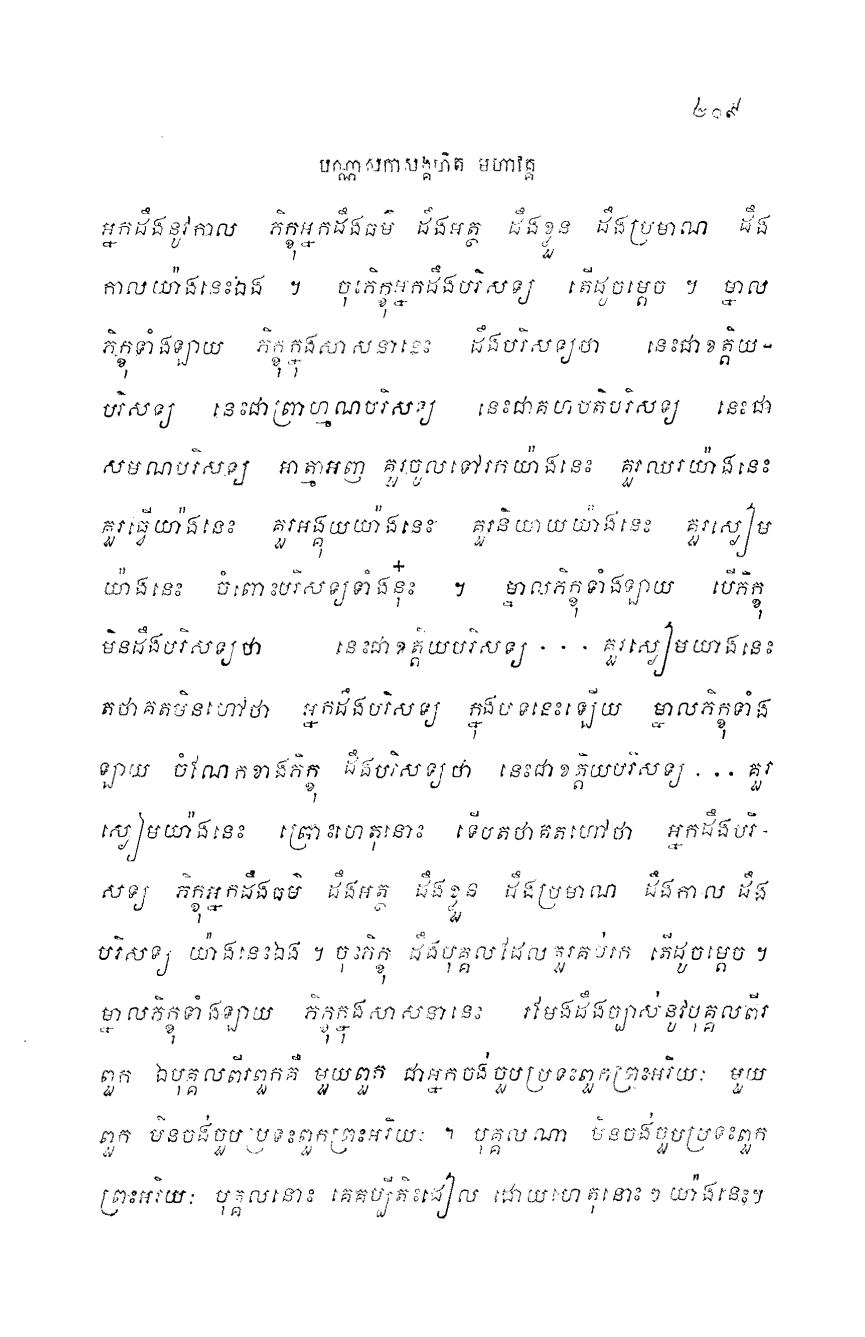 ២០៩
បណ្ណាសកាសង្គហិត មហាវគ្គ
អ្នកដឹងនូវកាល ភិក្ខុអ្នកដឹងធម៌ ដឹងអត្ថ ដឹងខ្លួន ដឹងប្រមាណ ដឹង
កាលយ៉ាងនេះឯង ។ ចុះភិក្ខុអ្នកដឹងបរិសទ្យ តើដូចម្តេច ។ ម្នាល
ភិក្ខុទាំងឡាយ ភិក្ខុក្នុងសាសនានេះ ដឹងបរិសទ្យថា នេះជាខត្តិយ-
បរិសទ្យ នេះជាព្រាហ្មណបរិសទ្យ នេះជាគហបតិបរិសទ្យ នេះជា
សមណបរិសទ្យ អាត្មាអញ គួរចូលទៅរកយ៉ាងនេះ គួរឈរយ៉ាងនេះ
គួរធ្វើយ៉ាងនេះ គួរអង្គុយយ៉ាងនេះ គួរនិយាយយ៉ាងនេះ គួរស្ងៀម
យ៉ាងនេះ ចំពោះបរិសទ្យទាំងនុ៎ះ ។ ម្នាលភិក្ខុទាំងឡាយ បើភិក្ខុ
មិនដឹងបរិសទ្យថា នេះជាខត្តិយបរិសទ្យ . . . គួរស្ងៀមយ៉ាងនេះ
តថាគតមិនហៅថា អ្នកដឹងបរិសទ្យ ក្នុងបទនេះឡើយ ម្នាលភិក្ខុទាំង
ឡាយ ចំណែកខាងភិក្ខុ ដឹងបរិសទ្យថា នេះជាខត្តិយបរិសទ្យ . . . គួរ
ស្ងៀមយ៉ាងនេះ ព្រោះហេតុនោះ ទើបតថាគតហៅថា អ្នកដឹងបរិ-
សទ្យ ភិក្ខុអ្នកដឹងធម៌ ដឹងអត្ថ ដឹងខ្លួន ដឹងប្រមាណ ដឹងកាល ដឹង
បរិសទ្យ យ៉ាងនេះឯង ។ ចុះភិក្ខុ ដឹងបុគ្គលដែលគួរគប់រក តើដូចម្តេច ។
ម្នាលភិក្ខុទាំងឡាយ ភិក្ខុក្នុងសាសនានេះ រមែងដឹងច្បាស់នូវបុគ្គលពីរ
ពួក ឯបុគ្គលពីរពួកគឺ មួយពួក ជាអ្នកចង់ជួបប្រទះពួកព្រះអរិយៈ មួយ
ពួក មិនចង់ជួបប្រទះពួកព្រះអរិយៈ ។ បុគ្គលណា មិនចង់ជួបប្រទះពួក
ព្រះអរិយៈ បុគ្គលនោះ គេគប្បីតិះដៀល ដោយហេតុនោះៗ យ៉ាងនេះ។